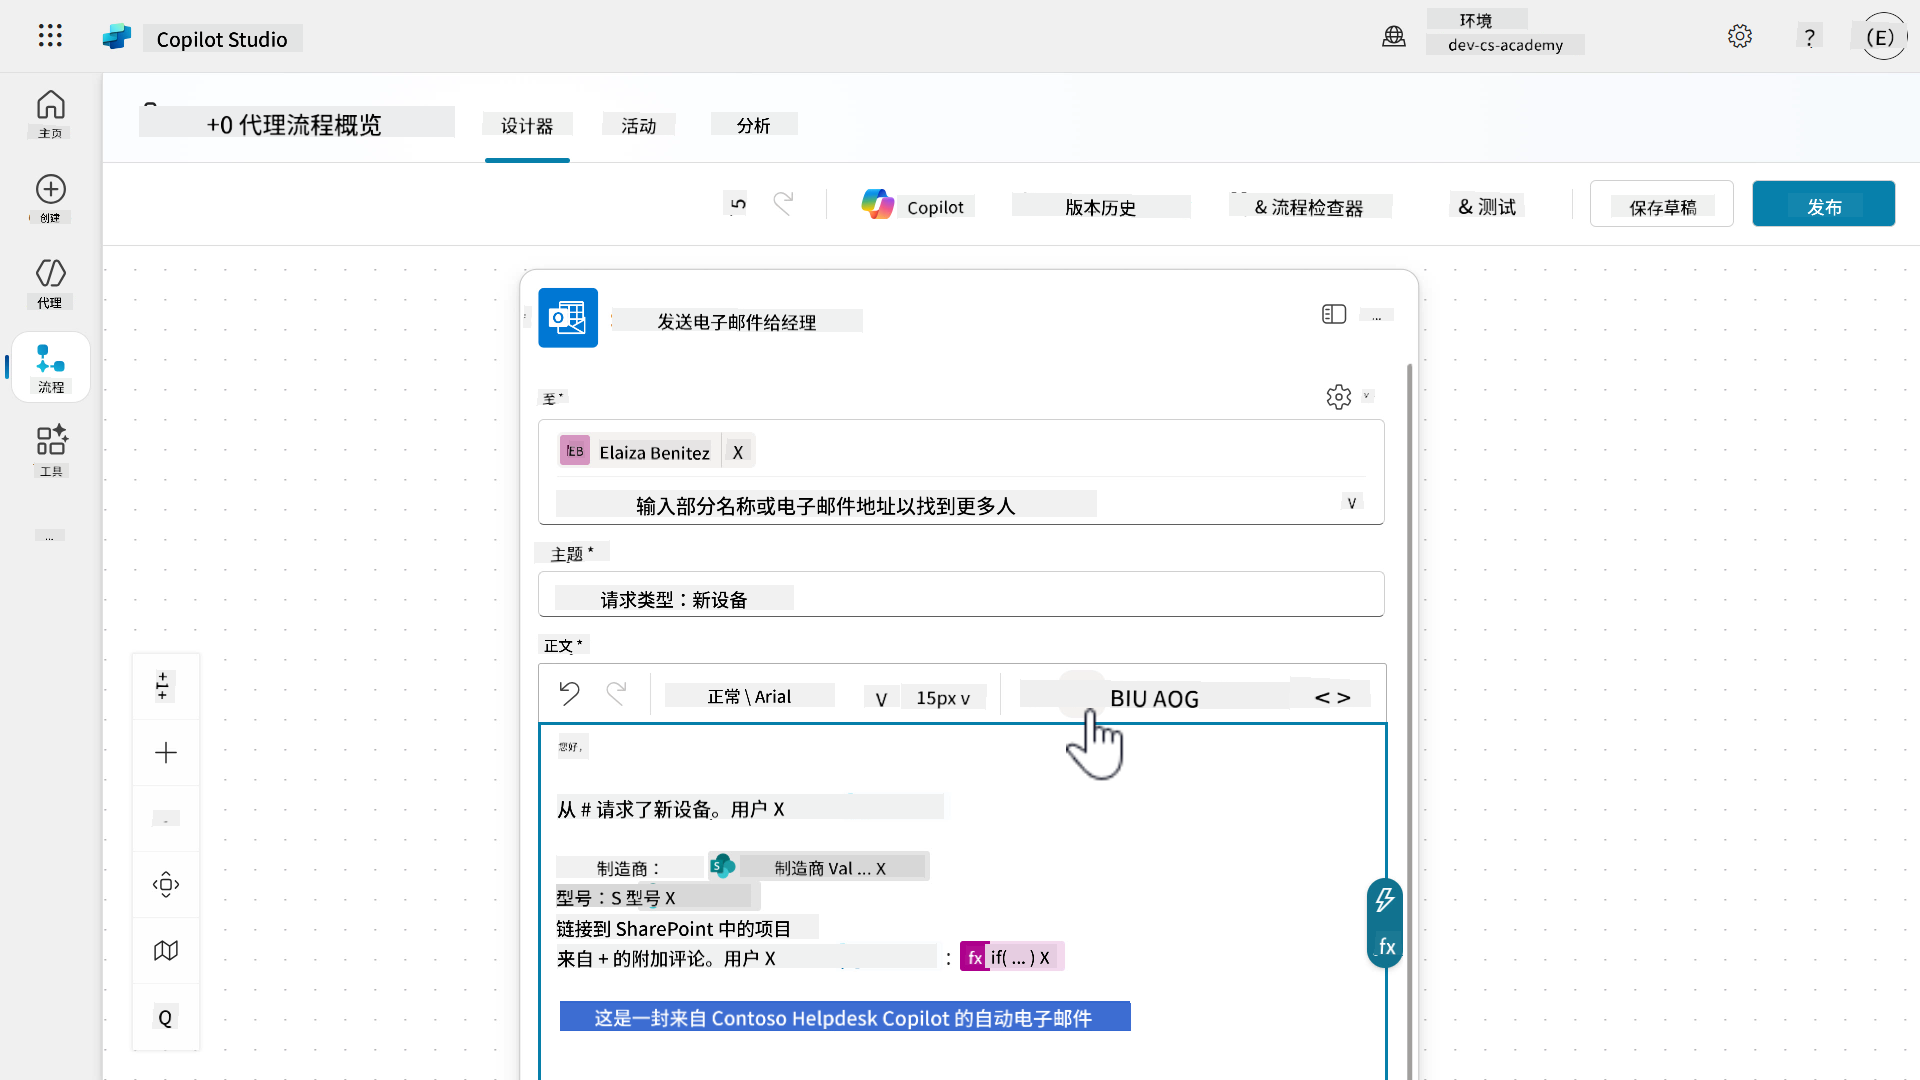 Copilot Studio
环境
dev-cs-academy
?
(E)
主页
创建
代理
流程
工具
...
+0 代理流程概览
设计器
活动
分析
Copilot
版本历史
& 流程检查器
& 测试
保存草稿
发布
发送电子邮件给经理
...
至 *
EB Elaiza Benitez X
输入部分名称或电子邮件地址以找到更多人
V
主题 *
请求类型：新设备
正文 *
正常 \ Arial
V
15px v
BIU AOG
< >
您好，
从 # 请求了新设备。用户 X
制造商：
S 制造商 Val ... X
型号：S 型号 X
链接到 SharePoint 中的项目
来自 + 的附加评论。用户 X : fx if( ... ) X
fx
这是一封来自 Contoso Helpdesk Copilot 的自动电子邮件
Q